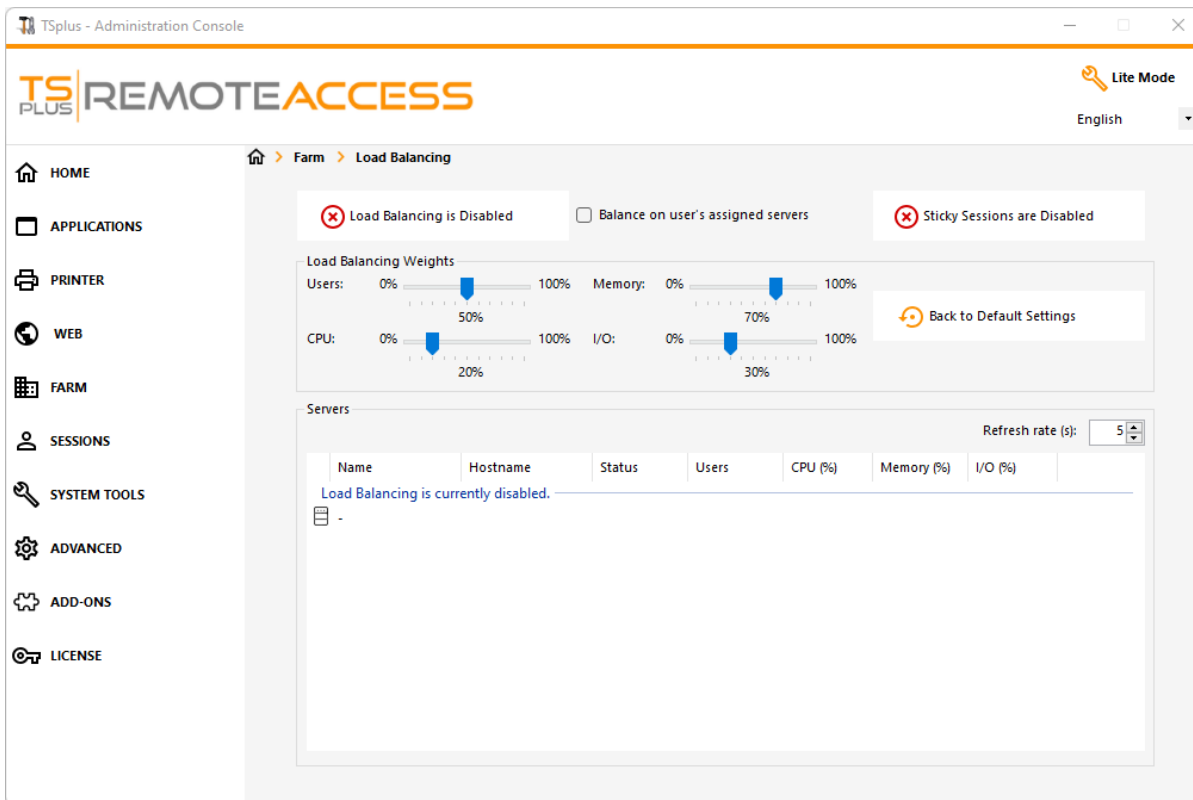 TSplus - Administration Console
TS PLUS REMOTEACCESS
Lite Mode
English
HOME
APPLICATIONS
PRINTER
WEB
FARM
SESSIONS
SYSTEM TOOLS
ADVANCED
ADD-ONS
LICENSE
Farm > Load Balancing
Load Balancing is Disabled
Balance on user's assigned servers
Sticky Sessions are Disabled
Load Balancing Weights
Users: 0% 100% Memory: 0% 100%
50% 70%
Back to Default Settings
CPU: 0% 100% I/O: 0% 100%
20% 30%
Servers
Refresh rate (s): 5
Name Hostname Status Users CPU (%) Memory (%) I/O (%)
Load Balancing is currently disabled.
-